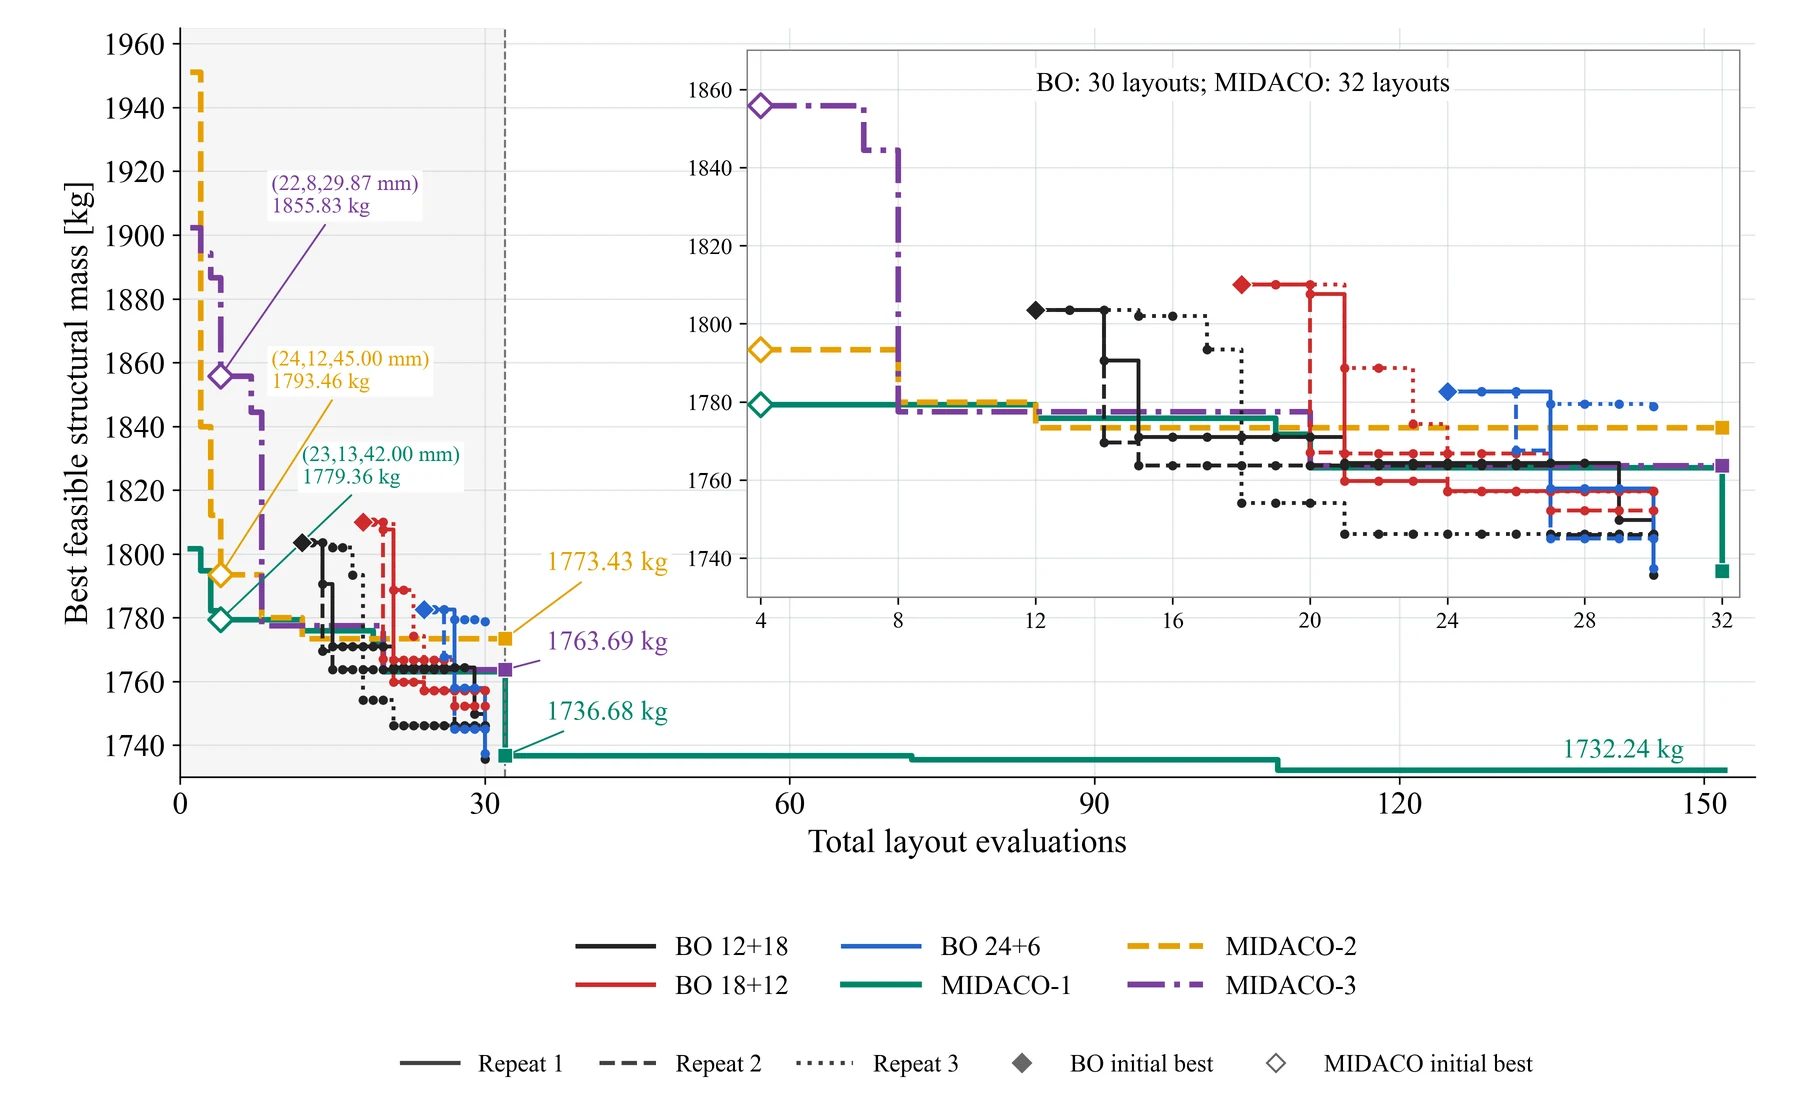 Best feasible structural mass [kg]
1960
1940
1920
1900
1880
1860
1840
1820
1800
1780
1760
1740
0
30
60
90
120
150
Total layout evaluations
(22,8,29.87 mm)
1855.83 kg
(24,12,45.00 mm)
1793.46 kg
(23,13,42.00 mm)
1779.36 kg
1773.43 kg
1763.69 kg
1736.68 kg
1732.24 kg
BO: 30 layouts; MIDACO: 32 layouts
1860
1840
1820
1800
1780
1760
1740
4
8
12
16
20
24
28
32
BO 12+18
BO 24+6
MIDACO-2
BO 18+12
MIDACO-1
MIDACO-3
Repeat 1
Repeat 2
Repeat 3
BO initial best
MIDACO initial best